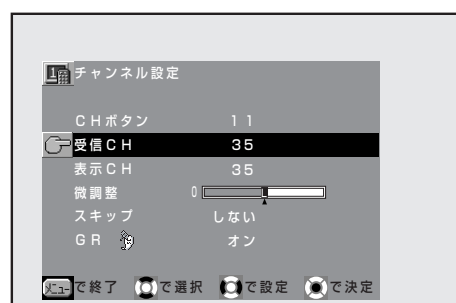 チャンネル設定
CHボタン 11
受信CH 35
表示CH 35
微調整 0
スキップ しない
GR オン
メニューで終了 で選択 で設定 で決定